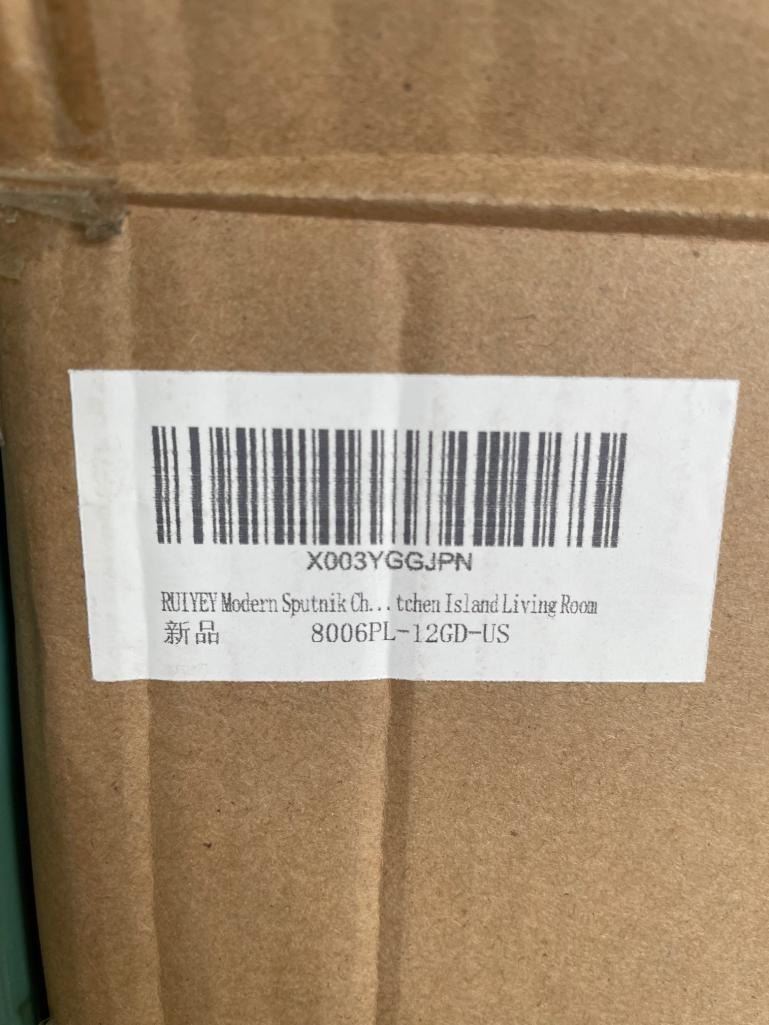 X003YGGJPN
RUIYEY Modern Sputnik Ch...tchen Island Living Room
新品 8006PL-12GD-US